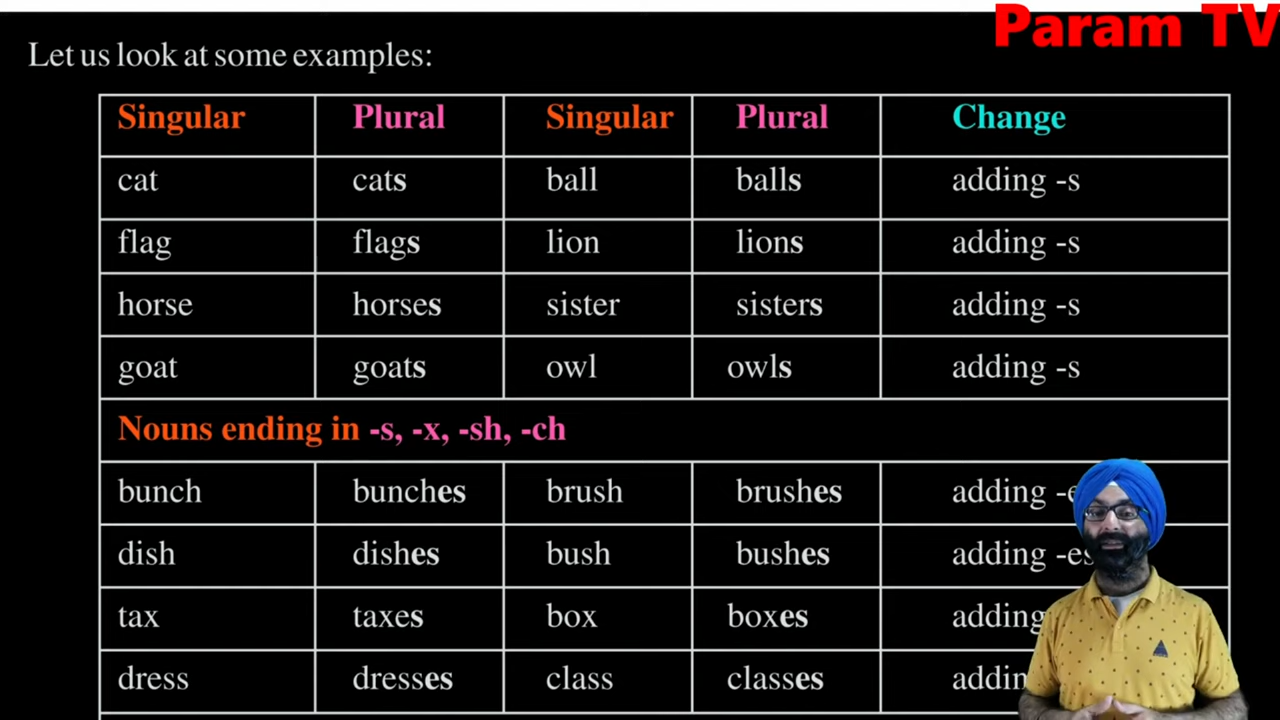 Param TV
Let us look at some examples:
Singular Plural Singular Plural Change
cat cats ball balls adding -s
flag flags lion lions adding -s
horse horses sister sisters adding -s
goat goats owl owls adding -s
Nouns ending in -s, -x, -sh, -ch
bunch bunches brush brushes adding
dish dishes bush bushes adding -es
tax taxes box boxes adding
dress dresses class classes